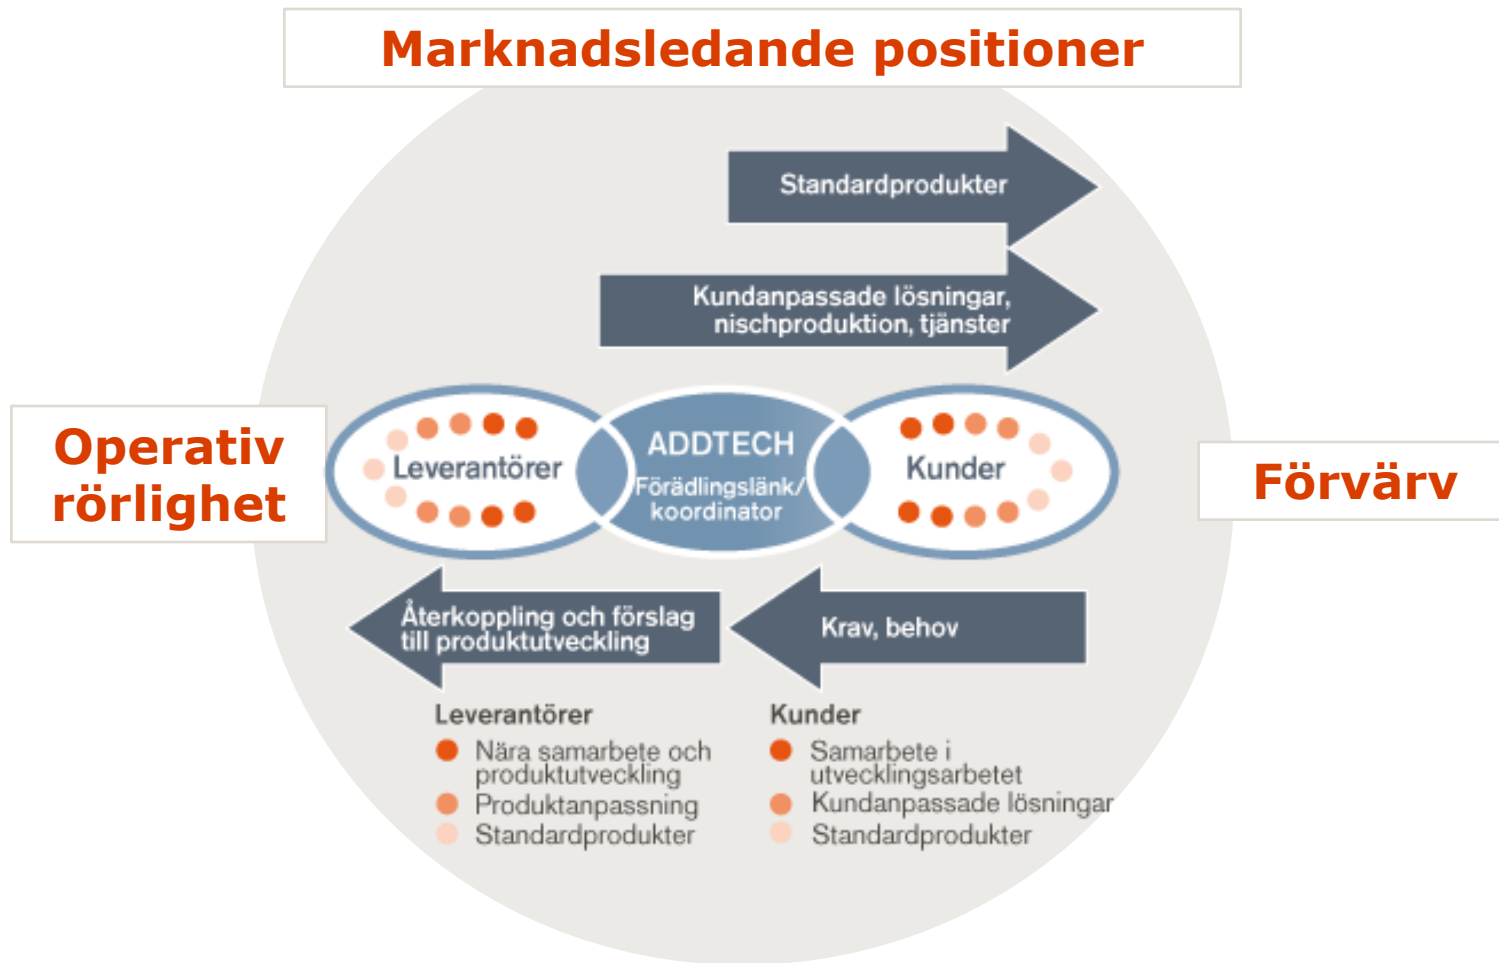 Marknadsledande positioner
Standardprodukter
Kundanpassade lösningar,
nischproduktion, tjänster
Operativ
rörlighet
Leverantörer
ADDTECH
Förädlingslänk/
koordinator
Kunder
Förvärv
Återkoppling och förslag
till produktutveckling
Krav, behov
Leverantörer
Nära samarbete och
produktutveckling
Produktanpassning
Standardprodukter
Kunder
Samarbete i
utvecklingsarbetet
Kundanpassade lösningar
Standardprodukter